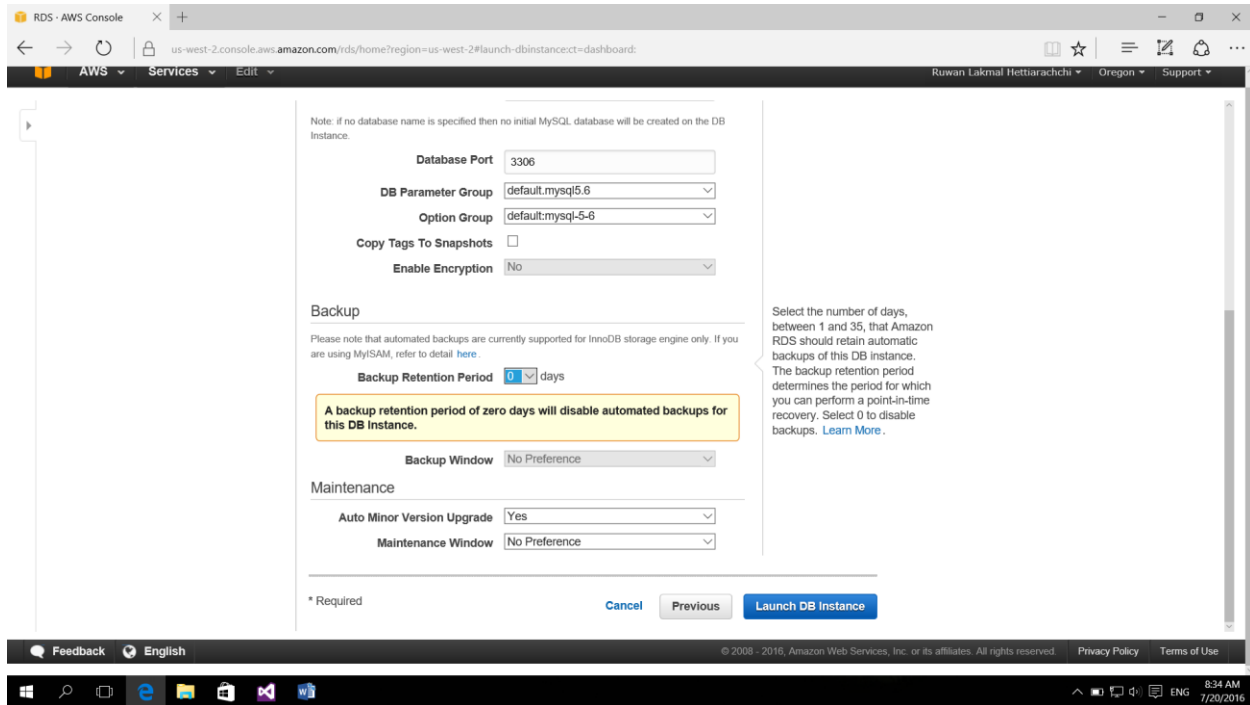 RDS · AWS Console
us-west-2.console.aws.amazon.com/rds/home?region=us-west-2#launch-dbinstance:ct=dashboard:
AWS Services Edit Ruwan Lakmal Hettiarachchi Oregon Support
Note: if no database name is specified then no initial MySQL database will be created on the DB
Instance.
Database Port 3306
DB Parameter Group default.mysql5.6
Option Group default:mysql-5-6
Copy Tags To Snapshots
Enable Encryption No
Backup
Please note that automated backups are currently supported for InnoDB storage engine only. If you
are using MyISAM, refer to detail here.
Backup Retention Period 0 days
A backup retention period of zero days will disable automated backups for
this DB Instance.
Backup Window No Preference
Select the number of days,
between 1 and 35, that Amazon
RDS should retain automatic
backups of this DB instance.
The backup retention period
determines the period for which
you can perform a point-in-time
recovery. Select 0 to disable
backups. Learn More.
Maintenance
Auto Minor Version Upgrade Yes
Maintenance Window No Preference
* Required Cancel Previous Launch DB Instance
Feedback English © 2008 - 2016, Amazon Web Services, Inc. or its affiliates. All rights reserved. Privacy Policy Terms of Use
ENG 8:34 AM
7/20/2016